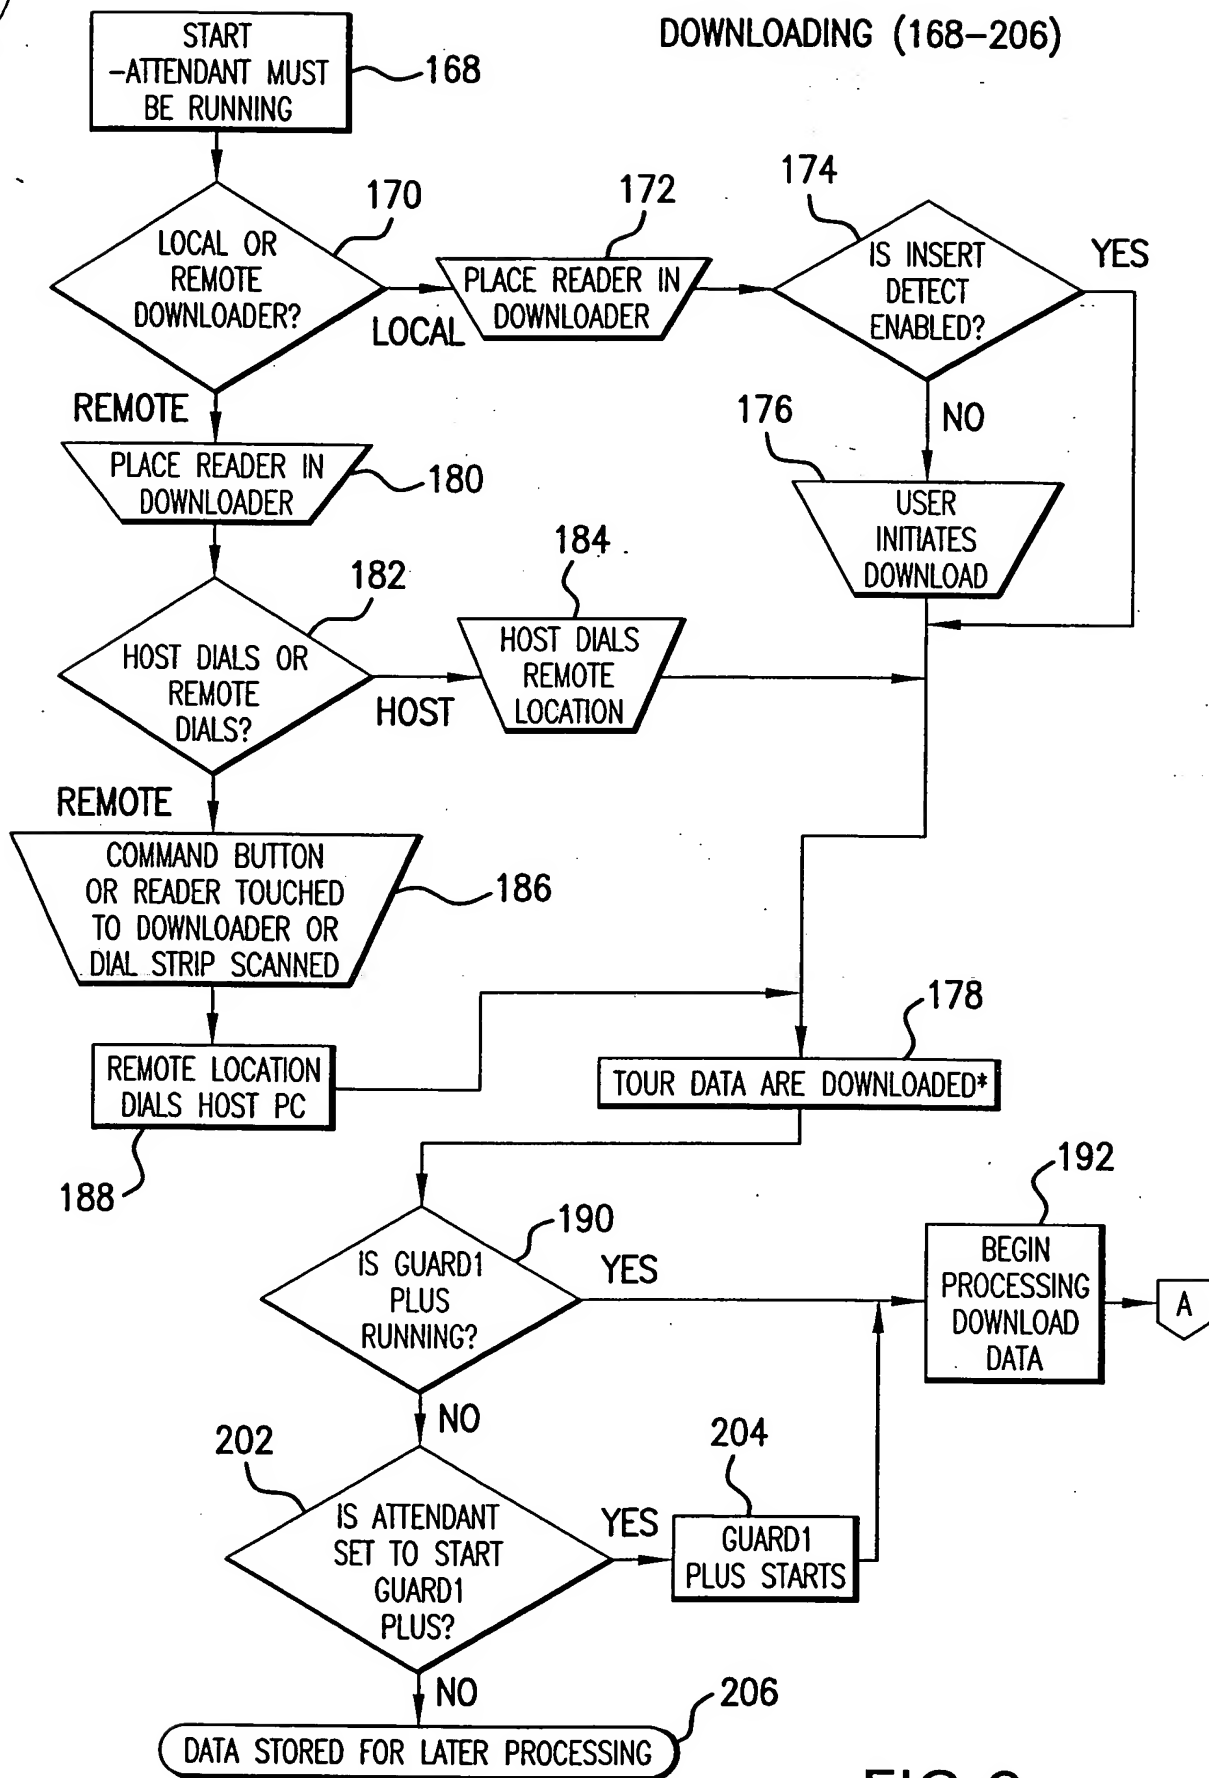 DOWNLOADING (168-206)
START
-ATTENDANT MUST
BE RUNNING
168
LOCAL OR
REMOTE
DOWNLOADER?
170
LOCAL
REMOTE
172
PLACE READER IN
DOWNLOADER
174
IS INSERT
DETECT
ENABLED?
YES
NO
176
USER
INITIATES
DOWNLOAD
PLACE READER IN
DOWNLOADER
180
182
HOST DIALS OR
REMOTE
DIALS?
HOST
REMOTE
184
HOST DIALS
REMOTE
LOCATION
COMMAND BUTTON
OR READER TOUCHED
TO DOWNLOADER OR
DIAL STRIP SCANNED
186
REMOTE LOCATION
DIALS HOST PC
188
178
TOUR DATA ARE DOWNLOADED*
190
IS GUARD1
PLUS
RUNNING?
YES
NO
192
BEGIN
PROCESSING
DOWNLOAD
DATA
A
202
IS ATTENDANT
SET TO START
GUARD1
PLUS?
YES
NO
204
GUARD1
PLUS STARTS
206
DATA STORED FOR LATER PROCESSING